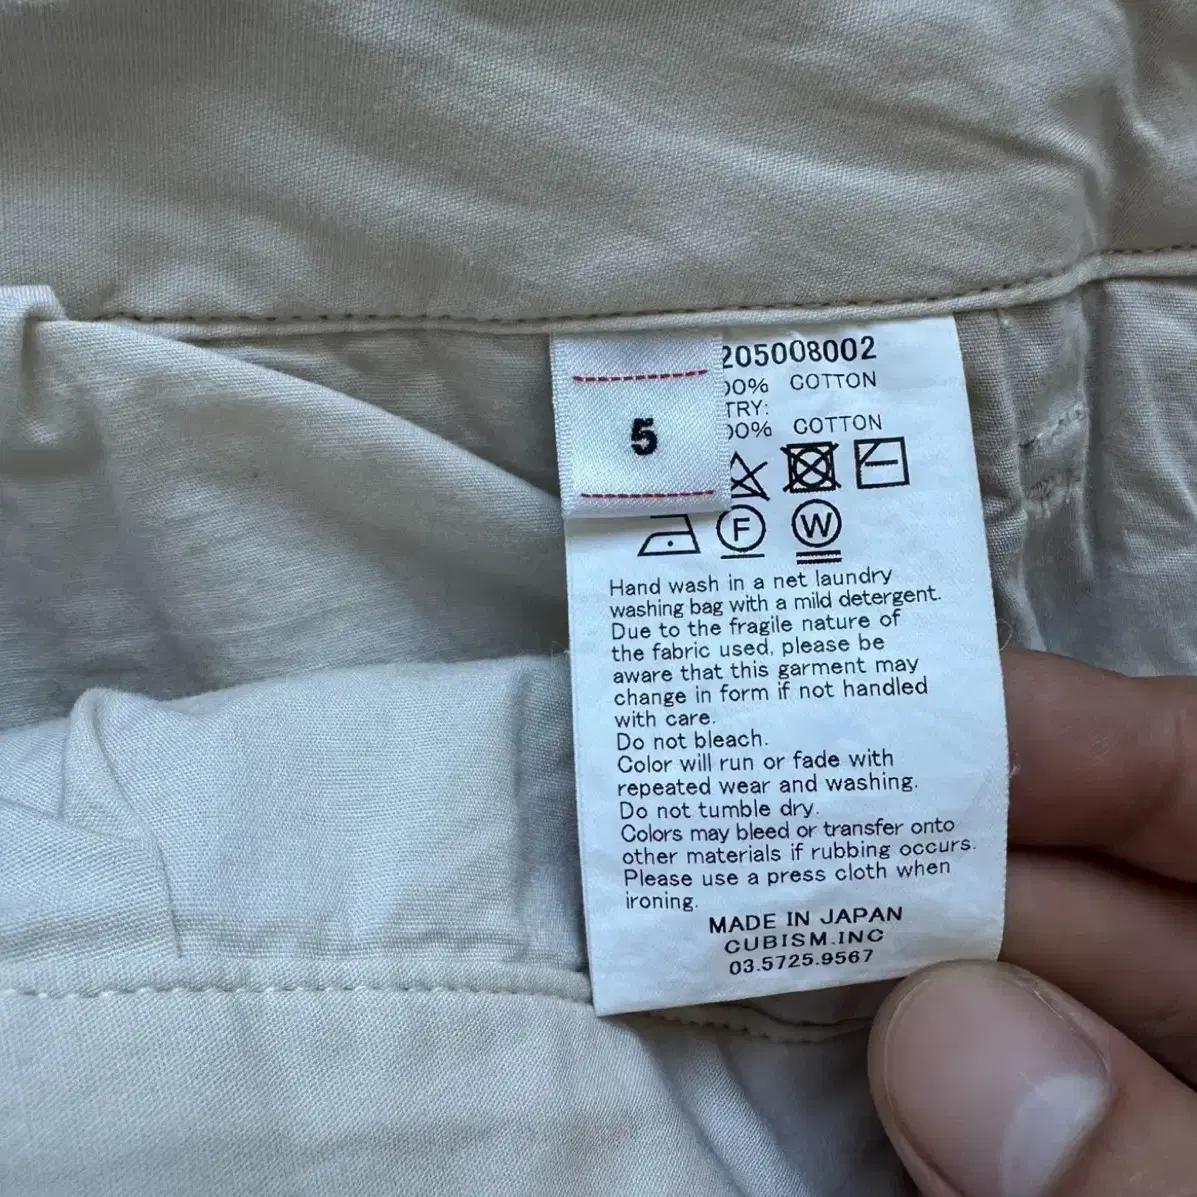 5
205008002
00% COTTON
TRY:
00% COTTON
F W
Hand wash in a net laundry
washing bag with a mild detergent.
Due to the fragile nature of
the fabric used, please be
aware that this garment may
change in form if not handled
with care.
Do not bleach.
Color will run or fade with
repeated wear and washing.
Do not tumble dry.
Colors may bleed or transfer onto
other materials if rubbing occurs.
Please use a press cloth when
ironing.
MADE IN JAPAN
CUBISM.INC
03.5725.9567